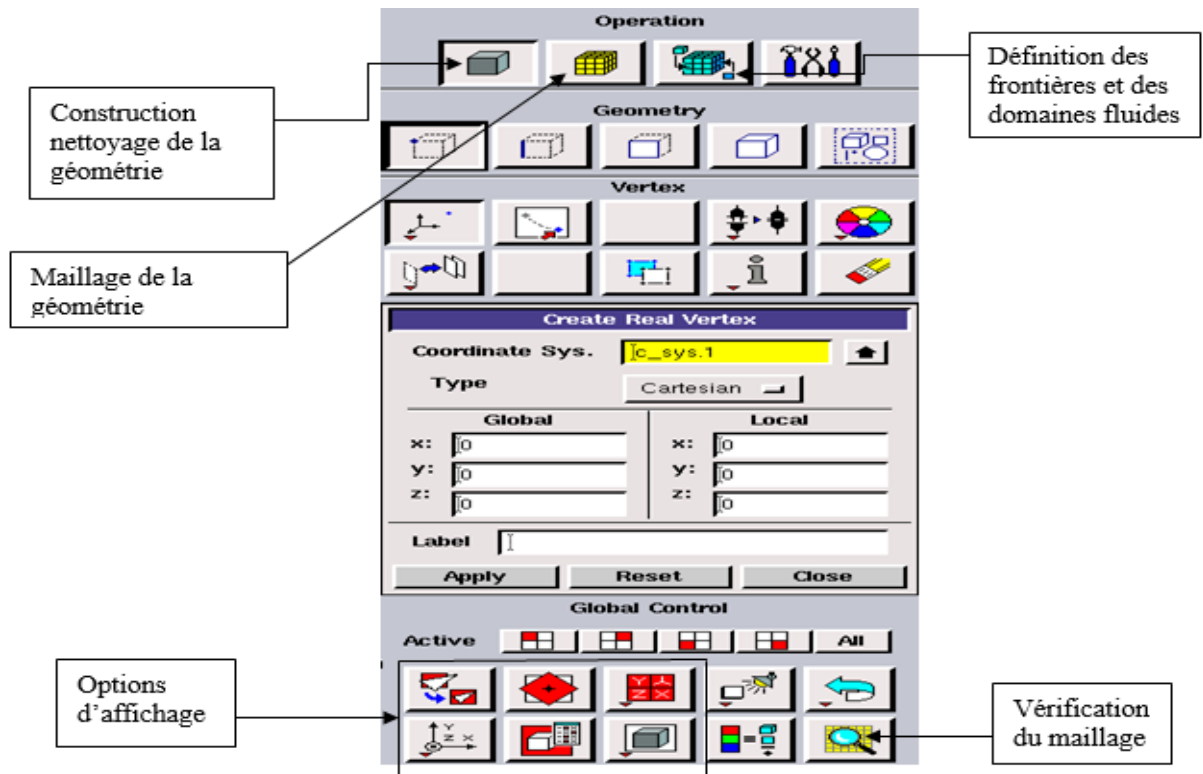 Operation
Construction
nettoyage de la
géométrie
Définition des
frontières et des
domaines fluides
Geometry
Vertex
Maillage de la
géométrie
Create Real Vertex
Coordinate Sys. c_sys.1
Type Cartesian
Global Local
x: 0 x: 0
y: 0 y: 0
z: 0 z: 0
Label
Apply Reset Close
Global Control
Active All
Options
d’affichage
Vérification
du maillage